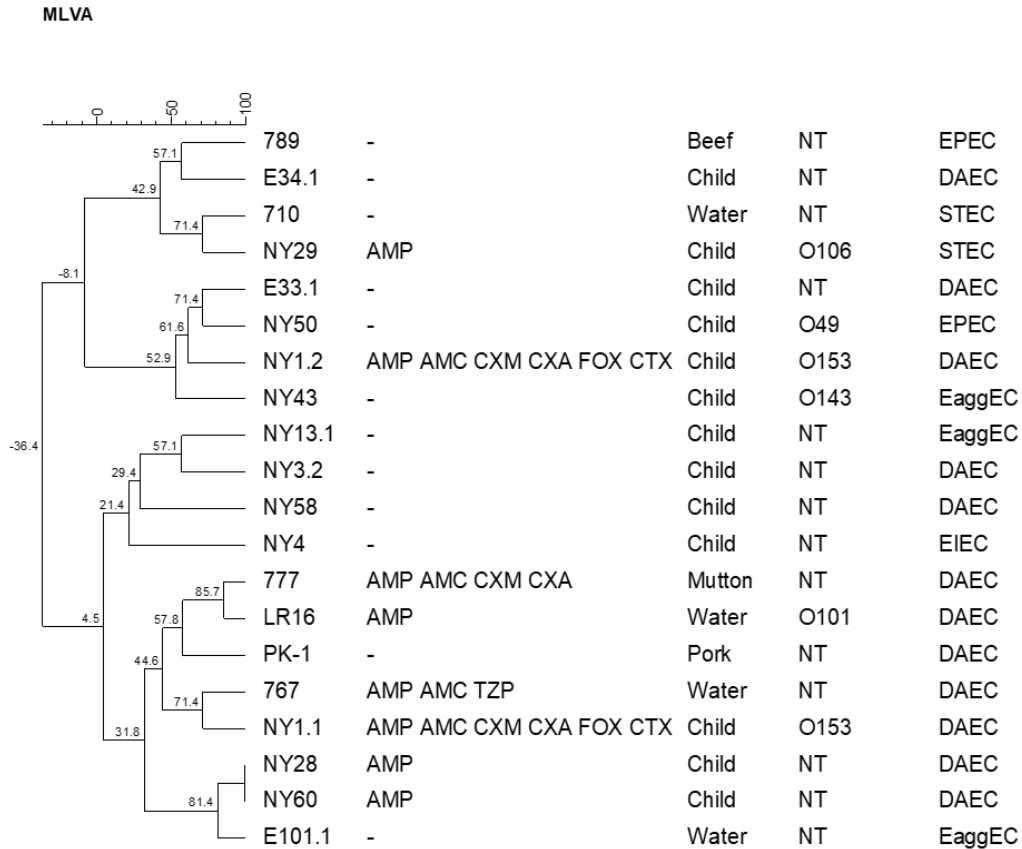 MLVA
0 50 100
789 - Beef NT EPEC
57.1
E34.1 - Child NT DAEC
42.9
710 - Water NT STEC
71.4
NY29 AMP Child O106 STEC
-8.1
E33.1 - Child NT DAEC
71.4
NY50 - Child O49 EPEC
61.6
NY1.2 AMP AMC CXM CXA FOX CTX Child O153 DAEC
52.9
NY43 - Child O143 EaggEC
NY13.1 - Child NT EaggEC
-36.4
57.1
NY3.2 - Child NT DAEC
29.4
NY58 - Child NT DAEC
21.4
NY4 - Child NT EIEC
777 AMP AMC CXM CXA Mutton NT DAEC
85.7
LR16 AMP Water O101 DAEC
4.5 57.8
PK-1 - Pork NT DAEC
44.6
767 AMP AMC TZP Water NT DAEC
71.4
NY1.1 AMP AMC CXM CXA FOX CTX Child O153 DAEC
31.8
NY28 AMP Child NT DAEC
NY60 AMP Child NT DAEC
81.4
E101.1 - Water NT EaggEC